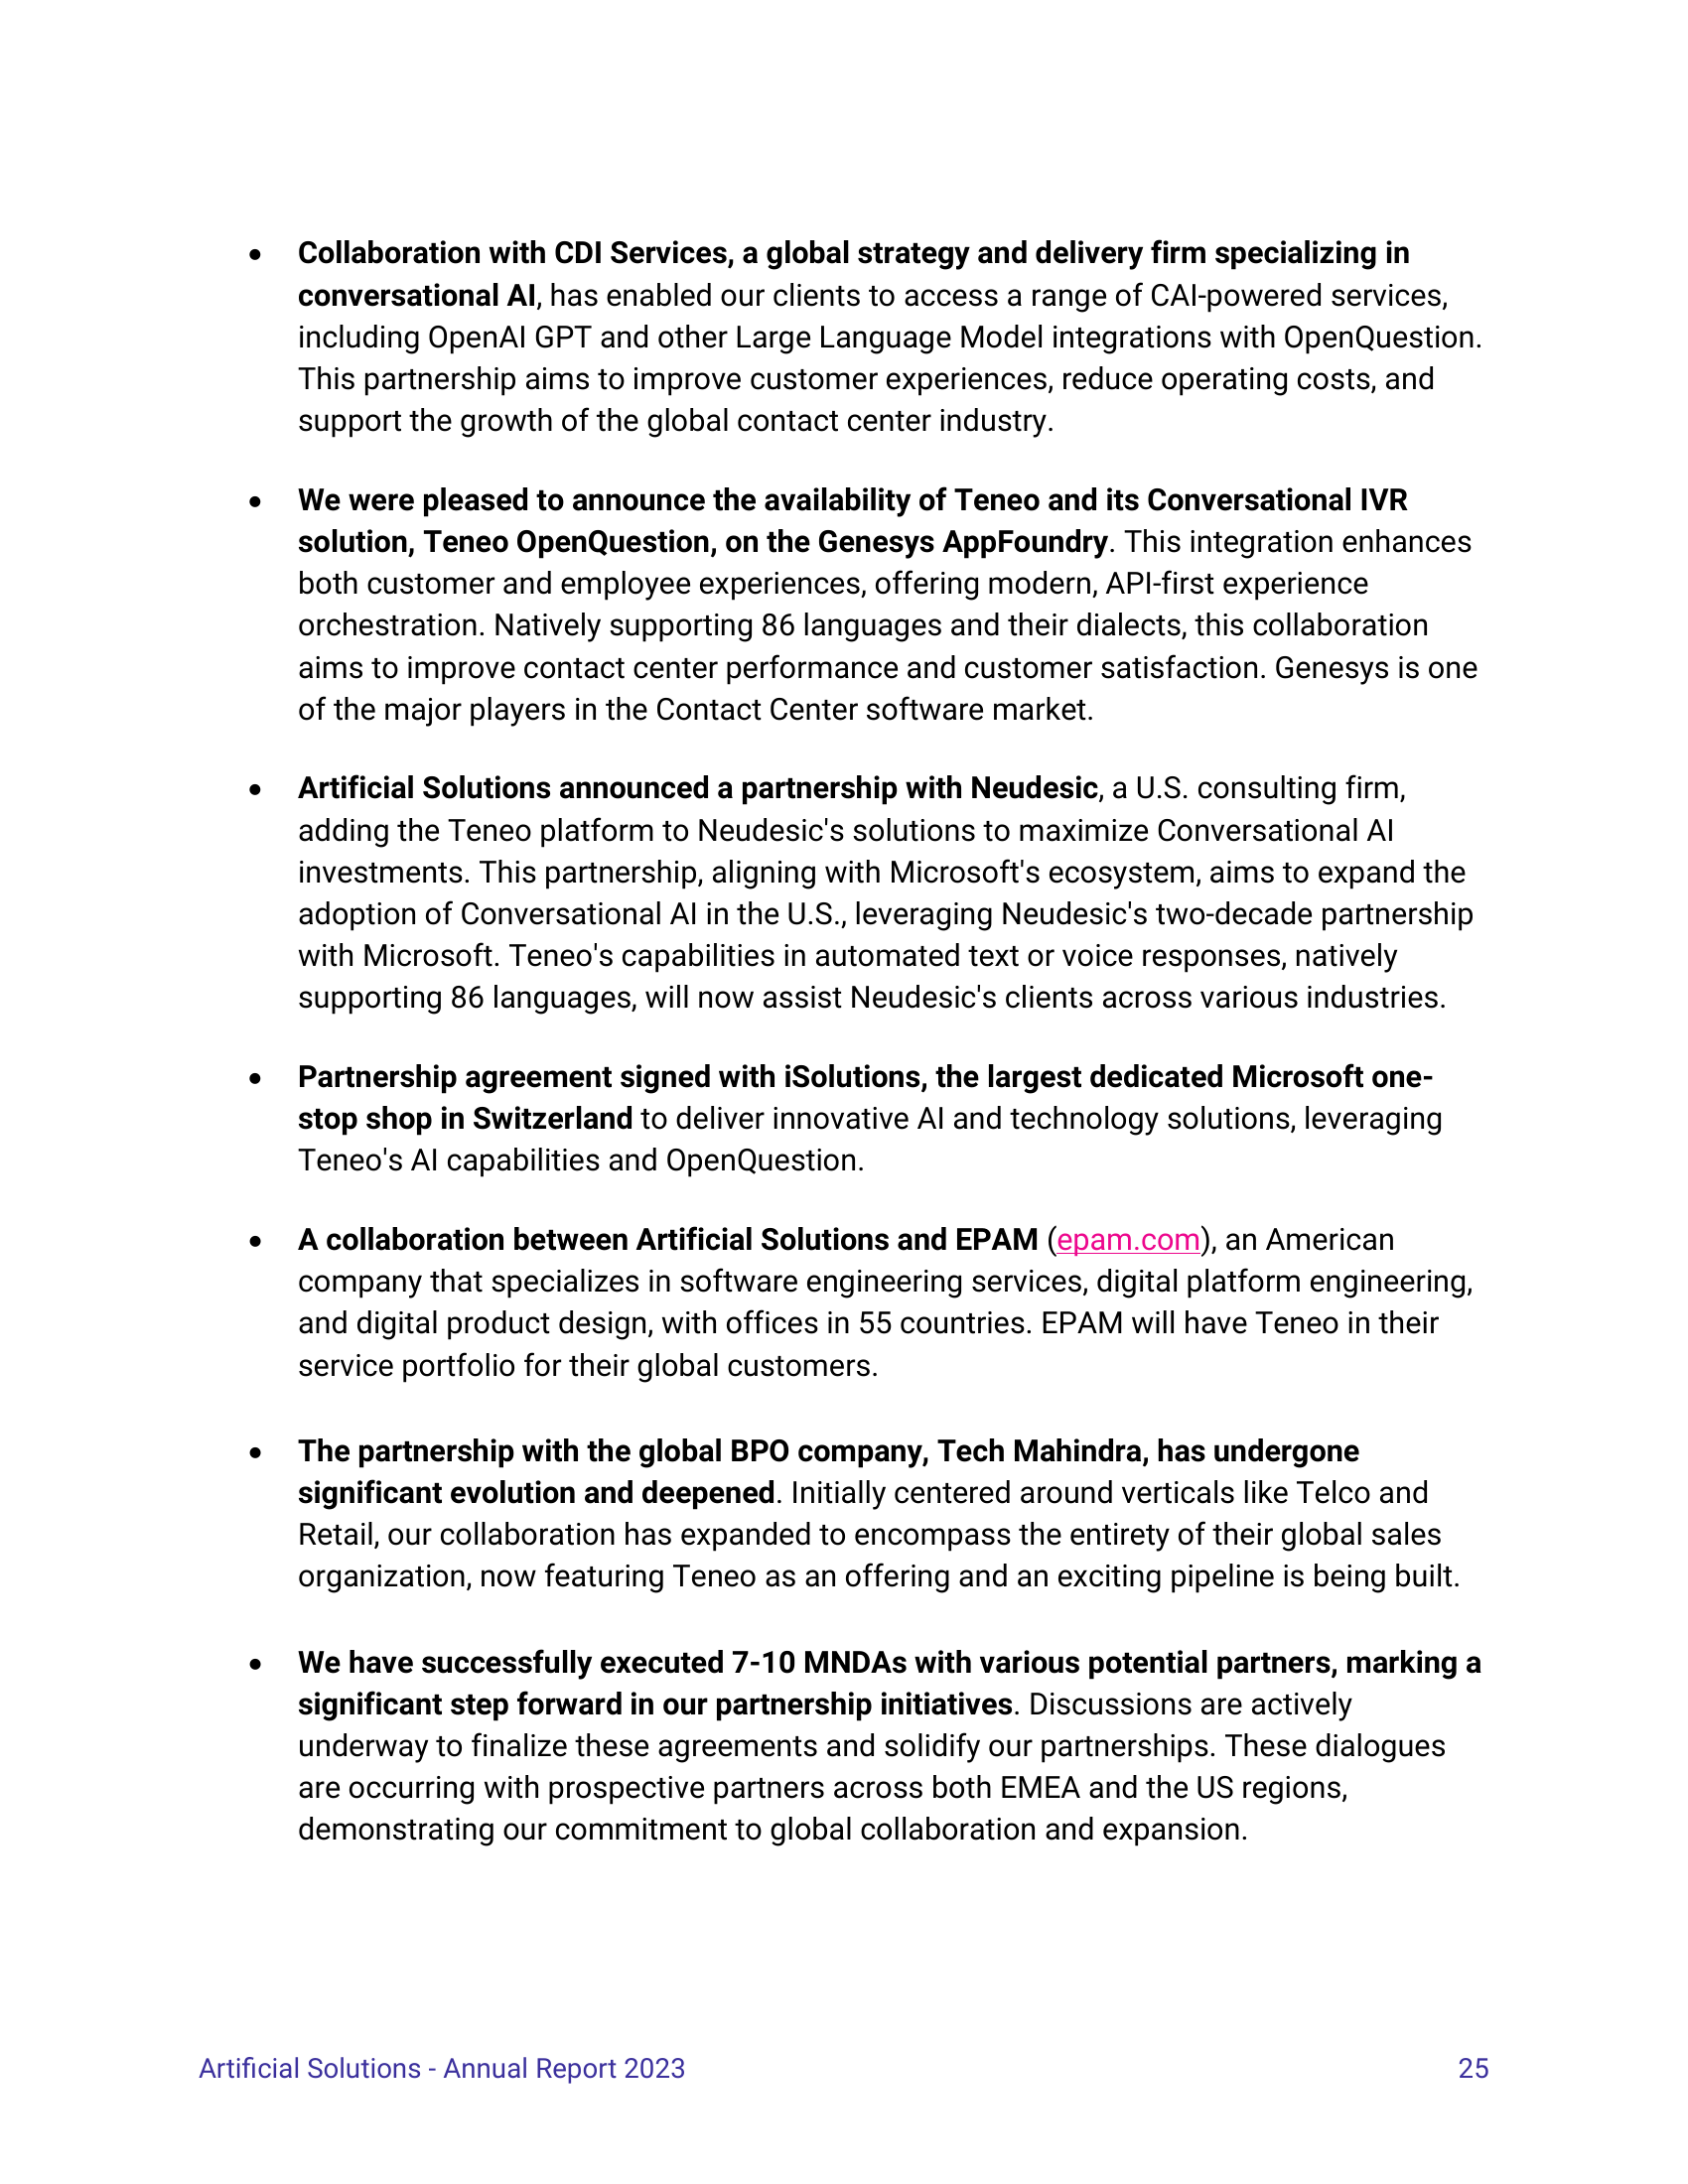 • Collaboration with CDI Services, a global strategy and delivery firm specializing in
conversational AI, has enabled our clients to access a range of CAI-powered services,
including OpenAI GPT and other Large Language Model integrations with OpenQuestion.
This partnership aims to improve customer experiences, reduce operating costs, and
support the growth of the global contact center industry.
• We were pleased to announce the availability of Teneo and its Conversational IVR
solution, Teneo OpenQuestion, on the Genesys AppFoundry. This integration enhances
both customer and employee experiences, offering modern, API-first experience
orchestration. Natively supporting 86 languages and their dialects, this collaboration
aims to improve contact center performance and customer satisfaction. Genesys is one
of the major players in the Contact Center software market.
• Artificial Solutions announced a partnership with Neudesic, a U.S. consulting firm,
adding the Teneo platform to Neudesic's solutions to maximize Conversational AI
investments. This partnership, aligning with Microsoft's ecosystem, aims to expand the
adoption of Conversational AI in the U.S., leveraging Neudesic's two-decade partnership
with Microsoft. Teneo's capabilities in automated text or voice responses, natively
supporting 86 languages, will now assist Neudesic's clients across various industries.
• Partnership agreement signed with iSolutions, the largest dedicated Microsoft one-
stop shop in Switzerland to deliver innovative AI and technology solutions, leveraging
Teneo's AI capabilities and OpenQuestion.
• A collaboration between Artificial Solutions and EPAM (epam.com), an American
company that specializes in software engineering services, digital platform engineering,
and digital product design, with offices in 55 countries. EPAM will have Teneo in their
service portfolio for their global customers.
• The partnership with the global BPO company, Tech Mahindra, has undergone
significant evolution and deepened. Initially centered around verticals like Telco and
Retail, our collaboration has expanded to encompass the entirety of their global sales
organization, now featuring Teneo as an offering and an exciting pipeline is being built.
• We have successfully executed 7-10 MNDAs with various potential partners, marking a
significant step forward in our partnership initiatives. Discussions are actively
underway to finalize these agreements and solidify our partnerships. These dialogues
are occurring with prospective partners across both EMEA and the US regions,
demonstrating our commitment to global collaboration and expansion.
Artificial Solutions - Annual Report 2023 25